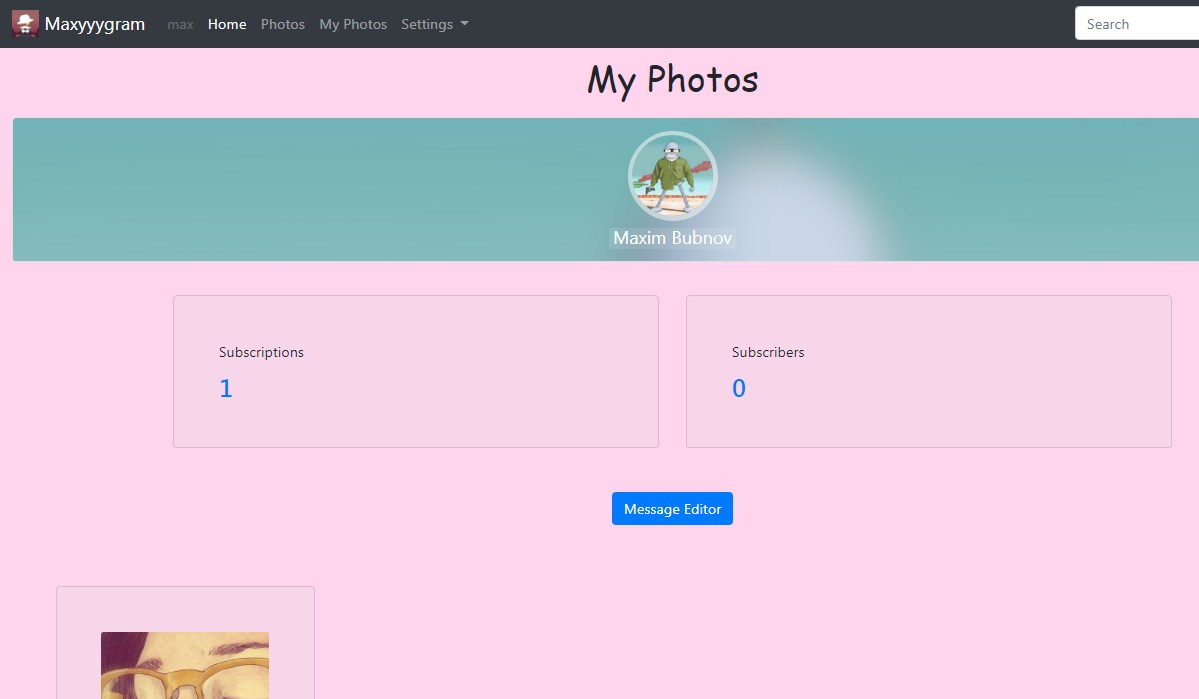 Maxyyygram max Home Photos My Photos Settings Search
My Photos
Maxim Bubnov
Subscriptions Subscribers
1 0
Message Editor